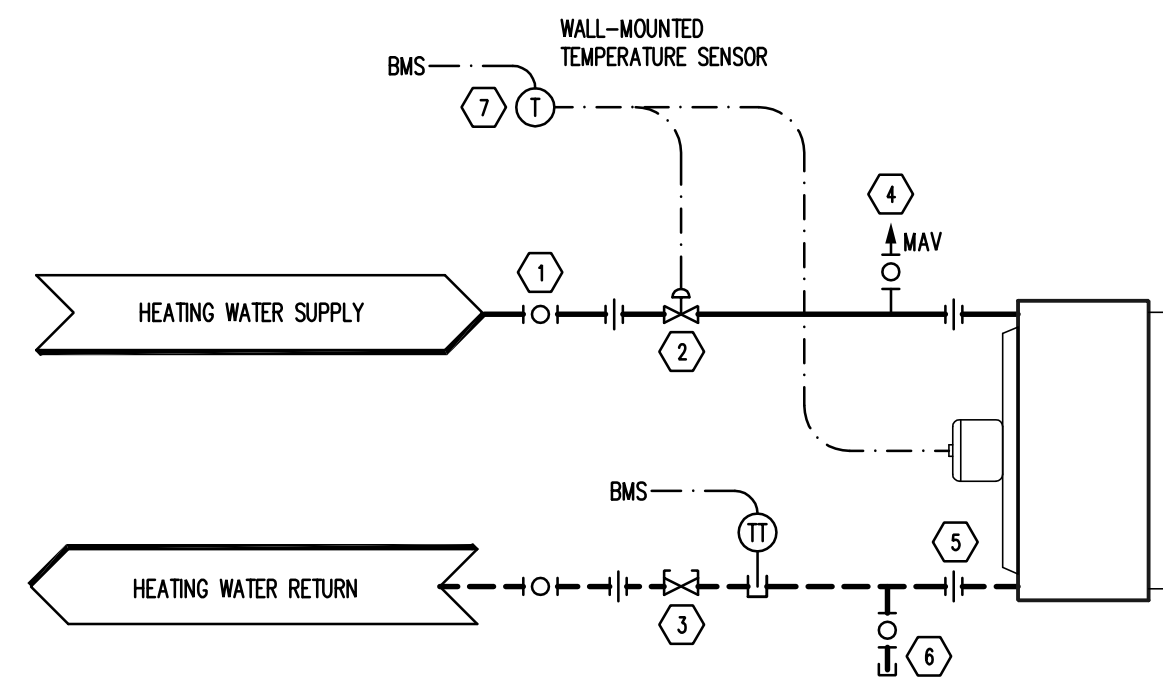 WALL-MOUNTED
TEMPERATURE SENSOR
BMS
7
T
4
MAV
1
HEATING WATER SUPPLY
2
BMS
TT
5
HEATING WATER RETURN
3
6